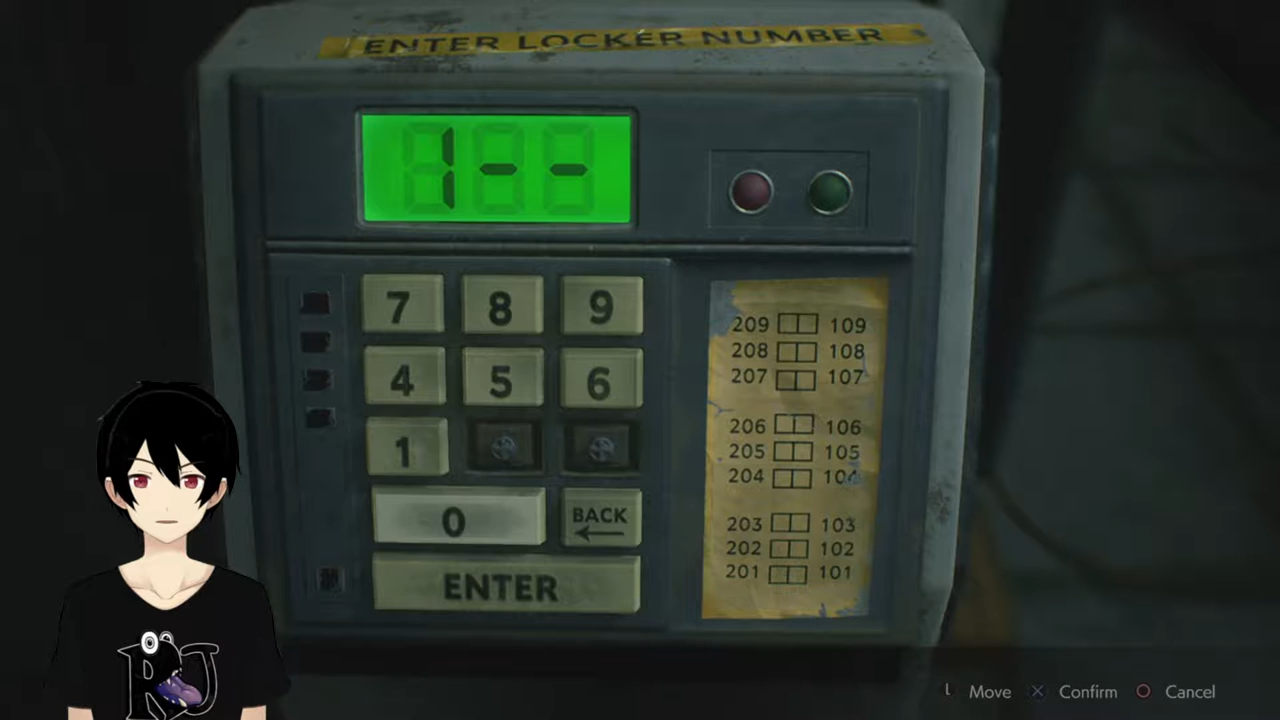 ENTER LOCKER NUMBER
1--
7 8 9
4 5 6
1
0 BACK
ENTER
209 109
208 108
207 107
206 106
205 105
204 104
203 103
202 102
201 101
RJ
L Move X Confirm O Cancel